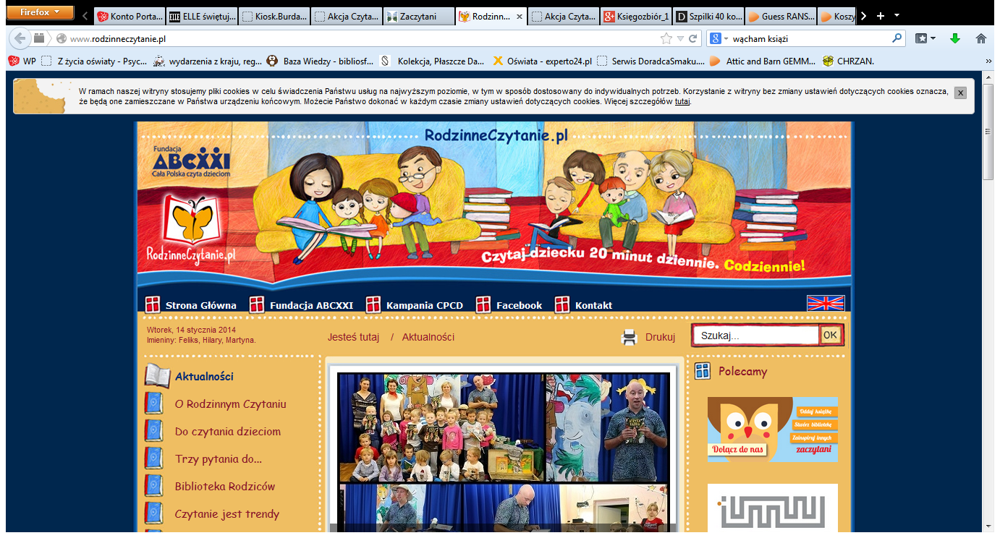 Firefox
Konto Porta...
ELLE świętuj...
Kiosk.Burda...
Akcja Czyta...
Zaczytani
Rodzinn...
Akcja Czyta...
Księgozbiór_1
Szpilki 40 ko...
Guess RANS...
Koszy
www.rodzinneczytanie.pl
wącham książi
WP
Z życia oświaty - Psyc...
wydarzenia z kraju, reg...
Baza Wiedzy - bibliosf...
Kolekcja, Płaszcze Da...
Oświata - experto24.pl
Serwis DoradcaSmaku....
Attic and Barn GEMM...
CHRZAN.
W ramach naszej witryny stosujemy pliki cookies w celu świadczenia Państwu usług na najwyższym poziomie, w tym w sposób dostosowany do indywidualnych potrzeb. Korzystanie z witryny bez zmiany ustawień dotyczących cookies oznacza,
że będą one zamieszczane w Państwa urządzeniu końcowym. Możecie Państwo dokonać w każdym czasie zmiany ustawień dotyczących cookies. Więcej szczegółów tutaj.
RodzinneCzytanie.pl
Fundacja
ABCXXI
Cała Polska czyta dzieciom
RodzinneCzytanie.pl
Czytaj dziecku 20 minut dziennie. Codziennie!
Strona Główna
Fundacja ABCXXI
Kampania CPCD
Facebook
Kontakt
Wtorek, 14 stycznia 2014
Imieniny: Feliks, Hilary, Martyna.
Jesteś tutaj / Aktualności
Drukuj
Szukaj...
OK
Aktualności
O Rodzinnym Czytaniu
Do czytania dzieciom
Trzy pytania do...
Biblioteka Rodziców
Czytanie jest trendy
Polecamy
Oddaj książkę
Stwórz bibliotekę
Zainspiruj innych
zaczytani
Dołącz do nas